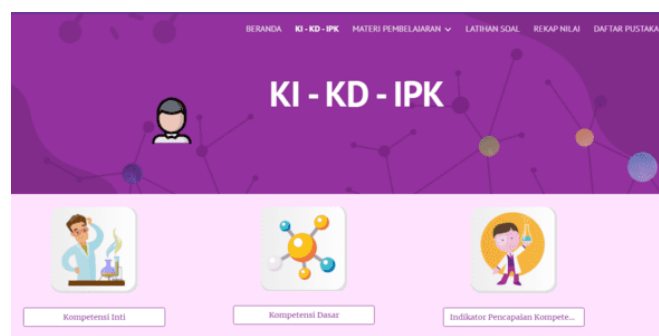 BERANDA KI - KD - IPK MATERI PEMBELAJARAN LATIHAN SOAL REKAP NILAI DAFTAR PUSTAKA
KI - KD - IPK
Kompetensi Inti Kompetensi Dasar Indikator Pencapaian Kompete...